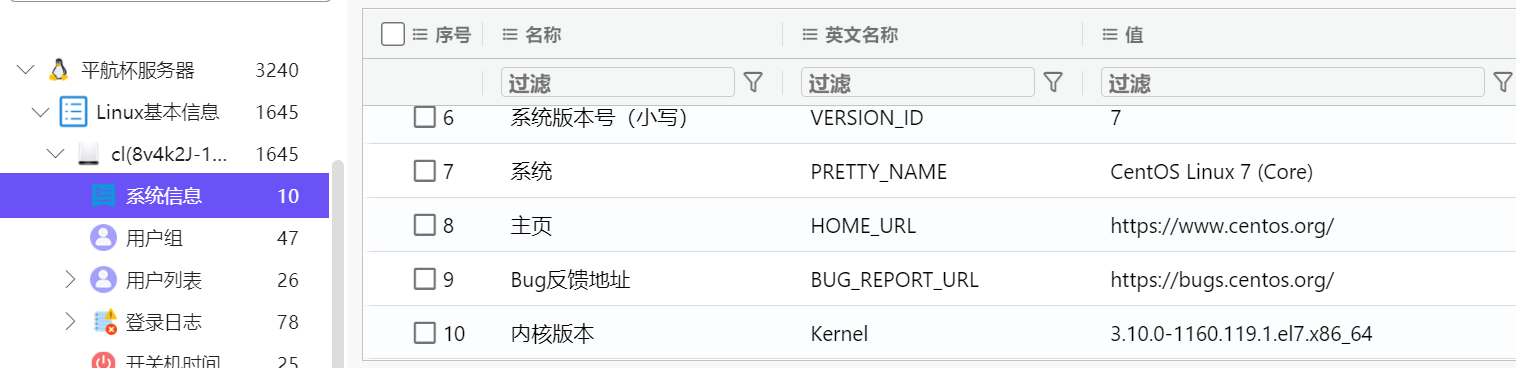 序号 名称 英文名称 值
过滤 过滤 过滤
平航杯服务器 3240
Linux基本信息 1645
cl(8v4k2J-1... 1645
系统信息 10
用户组 47
用户列表 26
登录日志 78
开关机时间 25
6 系统版本号（小写） VERSION_ID 7
7 系统 PRETTY_NAME CentOS Linux 7 (Core)
8 主页 HOME_URL https://www.centos.org/
9 Bug反馈地址 BUG_REPORT_URL https://bugs.centos.org/
10 内核版本 Kernel 3.10.0-1160.119.1.el7.x86_64